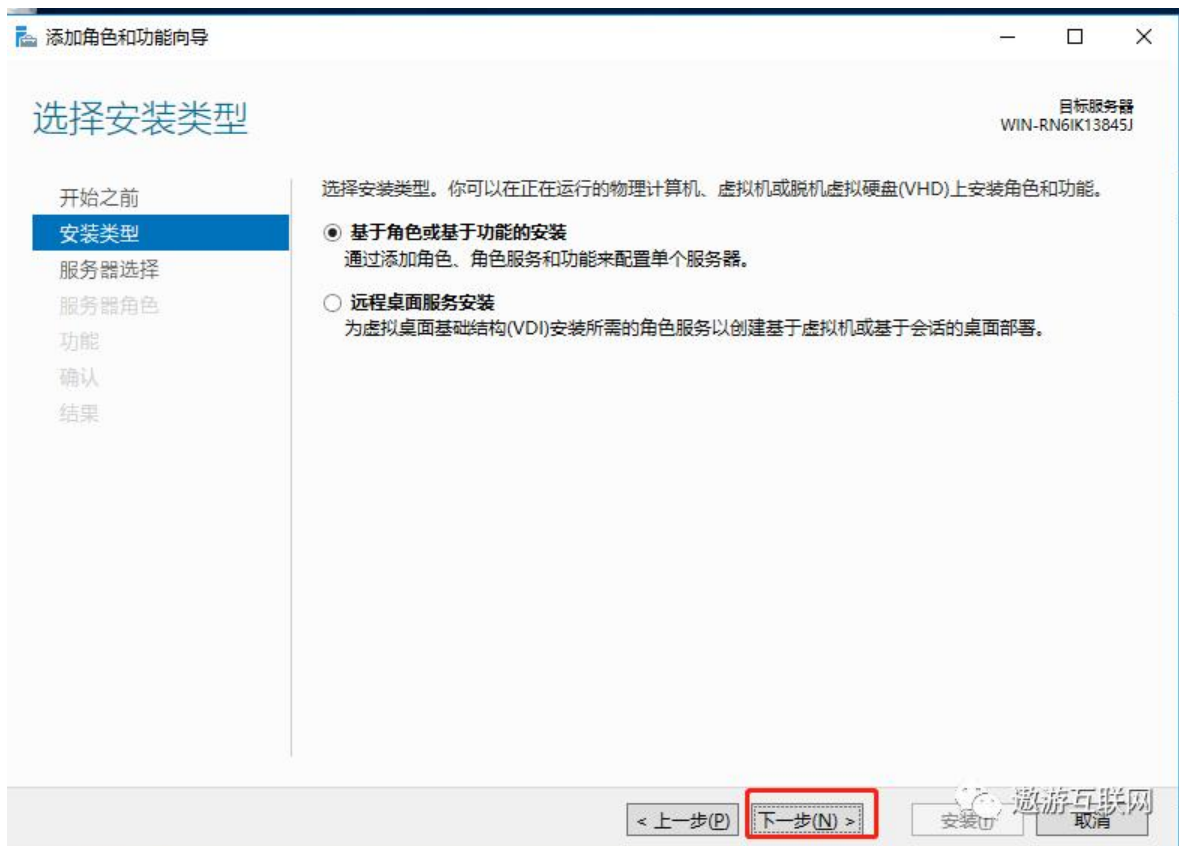 添加角色和功能向导
选择安装类型
目标服务器
WIN-RN6IK13845J
开始之前
安装类型
服务器选择
服务器角色
功能
确认
结果
选择安装类型。你可以在正在运行的物理计算机、虚拟机或脱机虚拟硬盘(VHD)上安装角色和功能。
基于角色或基于功能的安装
通过添加角色、角色服务和功能来配置单个服务器。
远程桌面服务安装
为虚拟桌面基础结构(VDI)安装所需的角色服务以创建基于虚拟机或基于会话的桌面部署。
< 上一步(P)
下一步(N) >
安装(I)
取消
遨游互联网